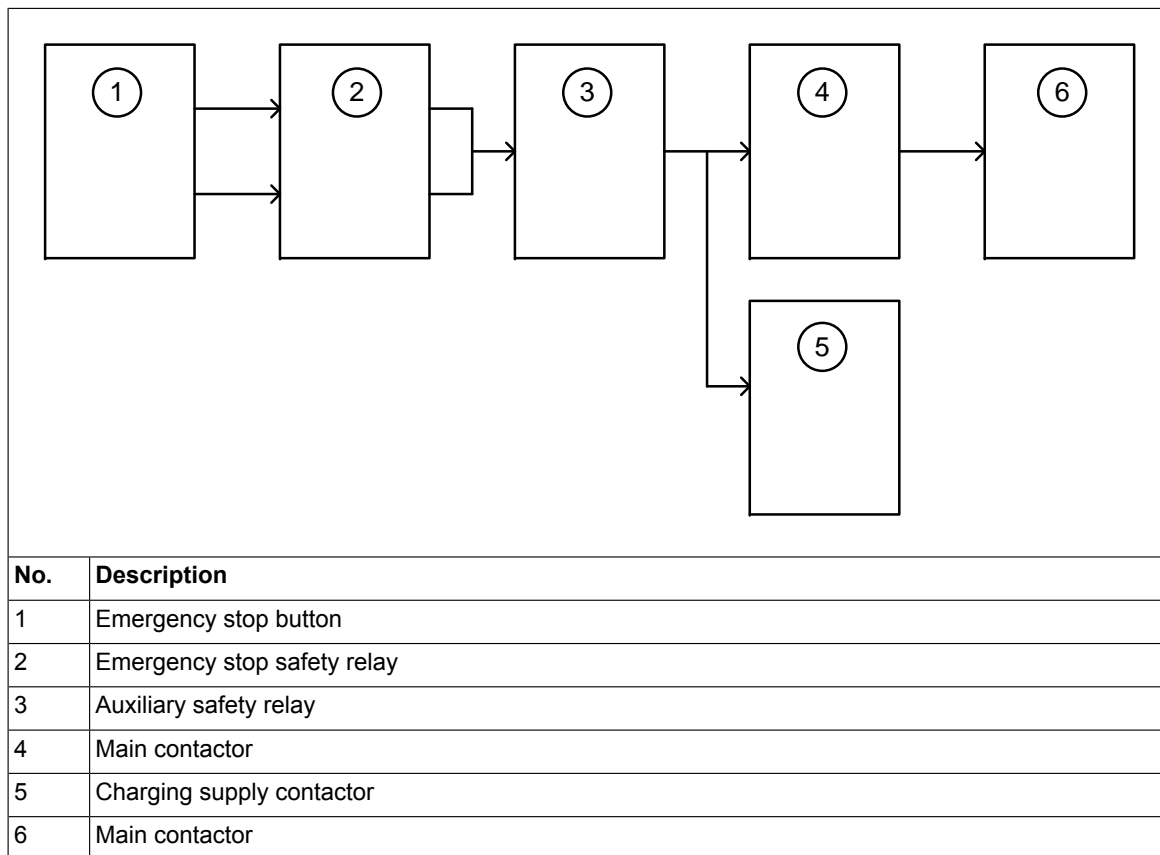 1
2
3
4
6
5
No. Description
1 Emergency stop button
2 Emergency stop safety relay
3 Auxiliary safety relay
4 Main contactor
5 Charging supply contactor
6 Main contactor